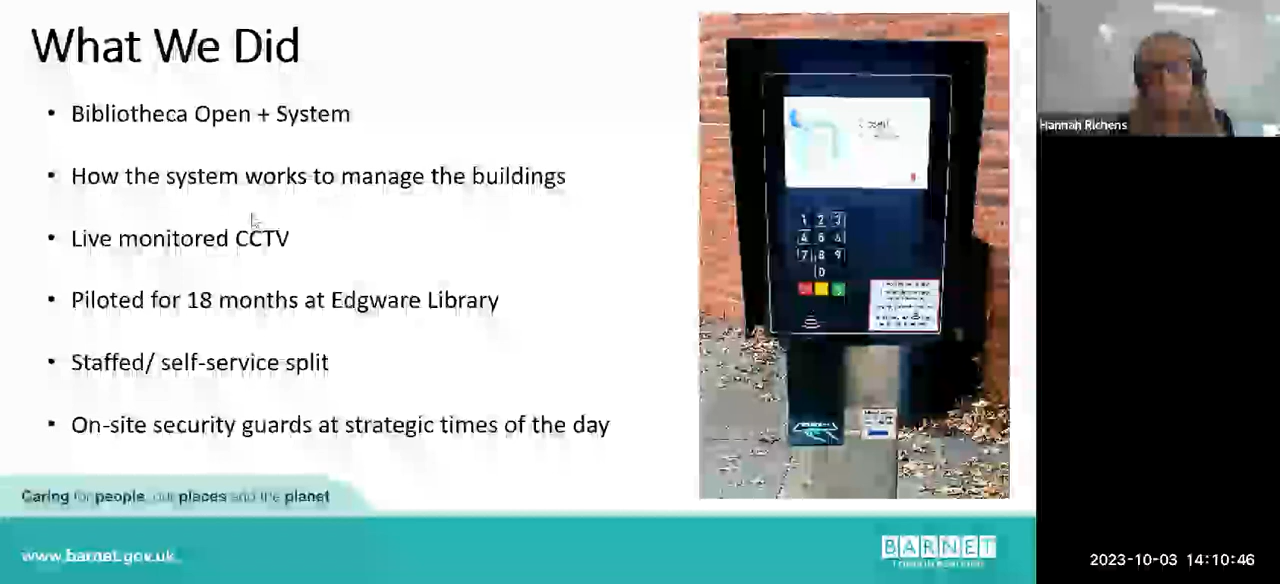 What We Did
• Bibliotheca Open + System
• How the system works to manage the buildings
• Live monitored CCTV
• Piloted for 18 months at Edgware Library
• Staffed/ self-service split
• On-site security guards at strategic times of the day
Caring for people, our places and the planet
www.barnet.gov.uk
BARNET
1 2 3
4 5 6
7 8 9
0
Hannah Richens
2023-10-03 14:10:46